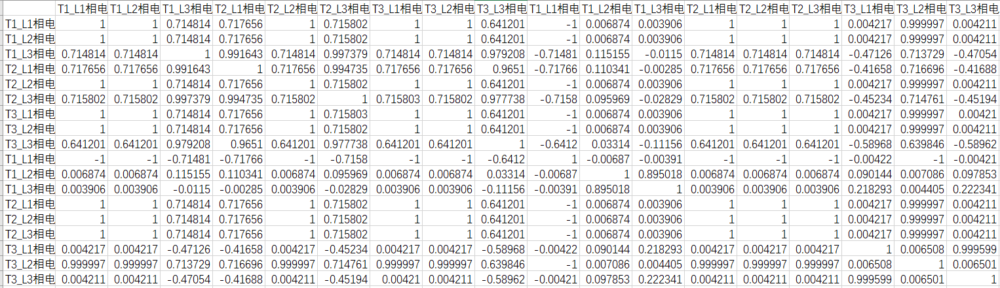 T1_L1相电 T1_L2相电 T1_L3相电 T2_L1相电 T2_L2相电 T2_L3相电 T3_L1相电 T3_L2相电 T3_L3相电 T1_L1相电 T1_L2相电 T1_L3相电 T2_L1相电 T2_L2相电 T2_L3相电 T3_L1相电 T3_L2相电 T3_L3相电
T1_L1相电 1 1 0.714814 0.717656 1 0.715802 1 1 0.641201 -1 0.006874 0.003906 1 1 1 0.004217 0.999997 0.004211
T1_L2相电 1 1 0.714814 0.717656 1 0.715802 1 1 0.641201 -1 0.006874 0.003906 1 1 1 0.004217 0.999997 0.004211
T1_L3相电 0.714814 0.714814 1 0.991643 0.714814 0.997379 0.714814 0.714814 0.979208 -0.71481 0.115155 -0.0115 0.714814 0.714814 0.714814 -0.47126 0.713729 -0.47054
T2_L1相电 0.717656 0.717656 0.991643 1 0.717656 0.994735 0.717656 0.717656 0.9651 -0.71766 0.110341 -0.00285 0.717656 0.717656 0.717656 -0.41658 0.716696 -0.41688
T2_L2相电 1 1 0.714814 0.717656 1 0.715802 1 1 0.641201 -1 0.006874 0.003906 1 1 1 0.004217 0.999997 0.004211
T2_L3相电 0.715802 0.715802 0.997379 0.994735 0.715802 1 0.715803 0.715802 0.977738 -0.7158 0.095969 -0.02829 0.715802 0.715802 0.715802 -0.45234 0.714761 -0.45194
T3_L1相电 1 1 0.714814 0.717656 1 0.715803 1 1 0.641201 -1 0.006874 0.003906 1 1 1 0.004217 0.999997 0.00421
T3_L2相电 1 1 0.714814 0.717656 1 0.715802 1 1 0.641201 -1 0.006874 0.003906 1 1 1 0.004217 0.999997 0.004211
T3_L3相电 0.641201 0.641201 0.979208 0.9651 0.641201 0.977738 0.641201 0.641201 1 -0.6412 0.03314 -0.11156 0.641201 0.641201 0.641201 -0.58968 0.639846 -0.58962
T1_L1相电 -1 -1 -0.71481 -0.71766 -1 -0.7158 -1 -1 -0.6412 1 -0.00687 -0.00391 -1 -1 -1 -0.00422 -1 -0.00421
T1_L2相电 0.006874 0.006874 0.115155 0.110341 0.006874 0.095969 0.006874 0.006874 0.03314 -0.00687 1 0.895018 0.006874 0.006874 0.006874 0.090144 0.007086 0.097853
T1_L3相电 0.003906 0.003906 -0.0115 -0.00285 0.003906 -0.02829 0.003906 0.003906 -0.11156 -0.00391 0.895018 1 0.003906 0.003906 0.003906 0.218293 0.004405 0.222341
T2_L1相电 1 1 0.714814 0.717656 1 0.715802 1 1 0.641201 -1 0.006874 0.003906 1 1 1 0.004217 0.999997 0.004211
T2_L2相电 1 1 0.714814 0.717656 1 0.715802 1 1 0.641201 -1 0.006874 0.003906 1 1 1 0.004217 0.999997 0.004211
T2_L3相电 1 1 0.714814 0.717656 1 0.715802 1 1 0.641201 -1 0.006874 0.003906 1 1 1 0.004217 0.999997 0.004211
T3_L1相电 0.004217 0.004217 -0.47126 -0.41658 0.004217 -0.45234 0.004217 0.004217 -0.58968 -0.00422 0.090144 0.218293 0.004217 0.004217 0.004217 1 0.006508 0.999599
T3_L2相电 0.999997 0.999997 0.713729 0.716696 0.999997 0.714761 0.999997 0.999997 0.639846 -1 0.007086 0.004405 0.999997 0.999997 0.999997 0.006508 1 0.006501
T3_L3相电 0.004211 0.004211 -0.47054 -0.41688 0.004211 -0.45194 0.00421 0.004211 -0.58962 -0.00421 0.097853 0.222341 0.004211 0.004211 0.004211 0.999599 0.006501 1